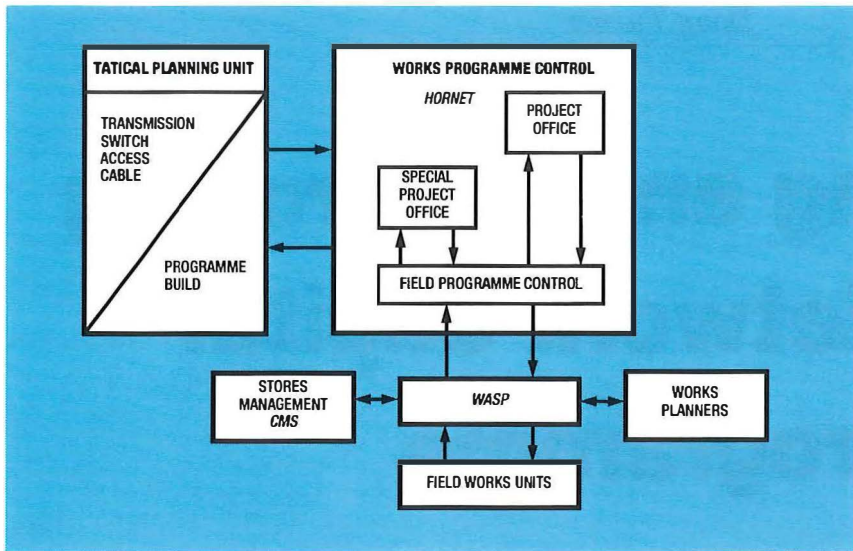 TATICAL PLANNING UNIT
TRANSMISSION
SWITCH
ACCESS
CABLE
PROGRAMME
BUILD
WORKS PROGRAMME CONTROL
HORNET
PROJECT
OFFICE
SPECIAL
PROJECT
OFFICE
FIELD PROGRAMME CONTROL
STORES
MANAGEMENT
CMS
WASP
WORKS
PLANNERS
FIELD WORKS UNITS